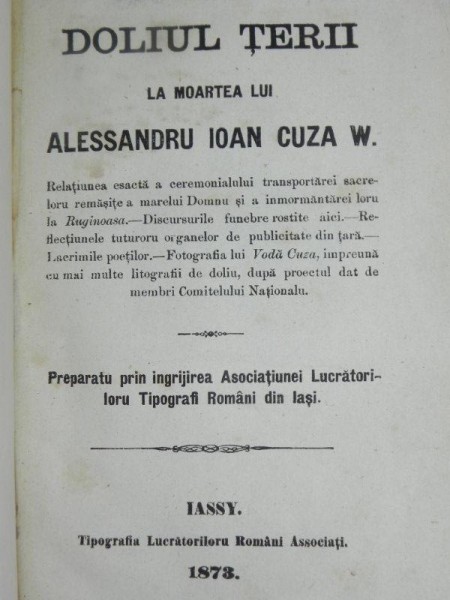 DOLIUL ȚERII
LA MOARTEA LUI
ALESSANDRU IOAN CUZA W.
Relațiunea esactă a ceremonialului transportărei sacre-
loru remășițe a marelui Domnu și a inmormântărei loru
la Ruginoasa.—Discursurile funebre rostite aici.—Re-
flecțiunele tuturoru organelor de publicitate din țară.—
Lacrimile poeților.—Fotografia lui Vodă Cuza, impreună
cu mai multe litografii de doliu, după proectul dat de
membri Comitelului Naționalu.
Preparatu prin ingrijirea Asociațiunei Lucrători-
loru Tipografi Români din Iași.
IASSY.
Tipografia Lucrătoriloru Români Associați.
1873.